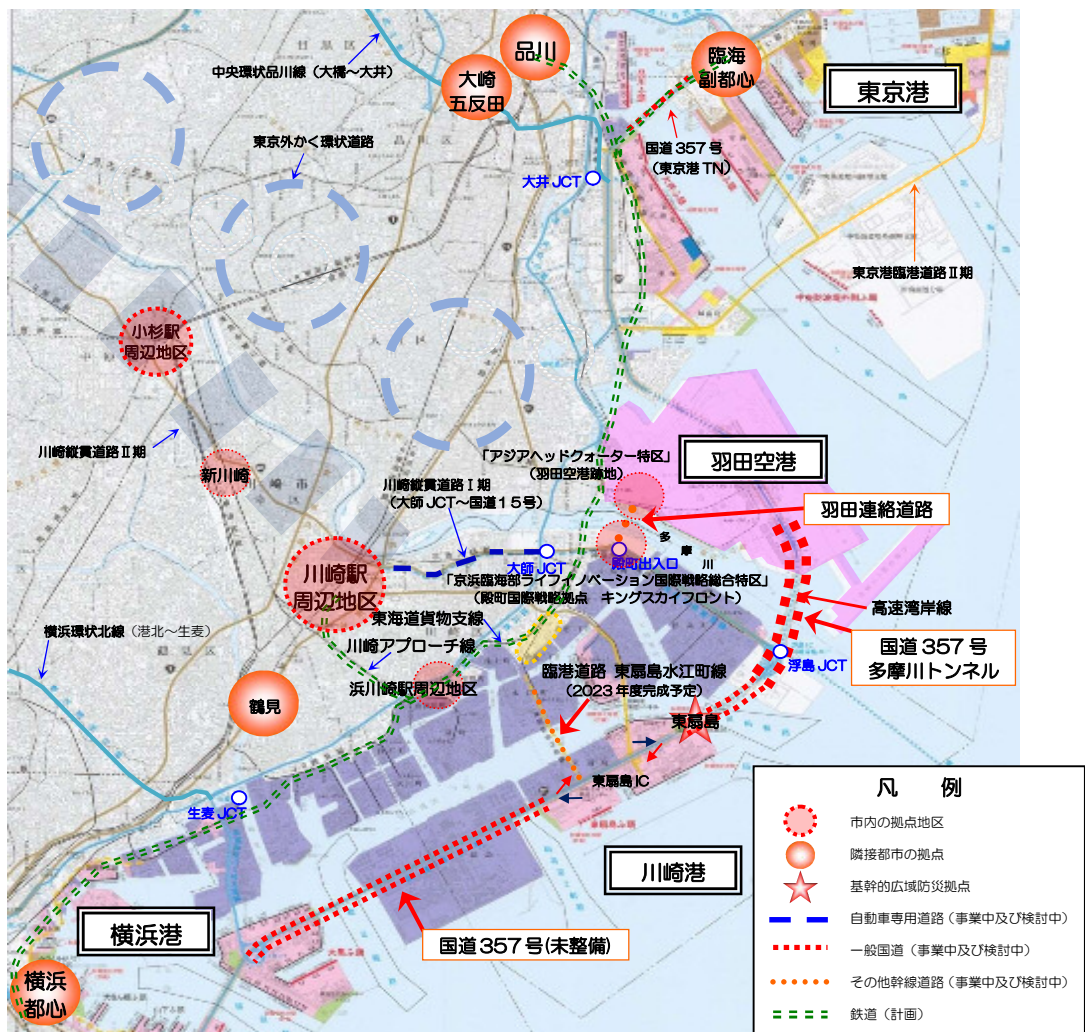 品川
大崎
五反田
臨海
副都心
東京港
中央環状品川線（大橋～大井）
東京外かく環状道路
国道357号
（東京港TN）
大井JCT
東京港臨港道路Ⅱ期
小杉駅
周辺地区
川崎縦貫道路Ⅱ期
新川崎
「アジアヘッドクォーター特区」
（羽田空港跡地）
羽田空港
川崎縦貫道路Ⅰ期
（大師JCT～国道15号）
羽田連絡道路
多摩川
大師JCT
殿町出入口
川崎駅
周辺地区
「京浜臨海部ライフイノベーション国際戦略総合特区」
（殿町国際戦略拠点　キングスカイフロント）
高速湾岸線
東海道貨物支線
横浜環状北線（港北～生麦）
川崎アプローチ線
国道357号
多摩川トンネル
浮島JCT
臨港道路 東扇島水江町線
（2023年度完成予定）
浜川崎駅周辺地区
鶴見
東扇島
東扇島IC
生麦JCT
川崎港
横浜港
国道357号(未整備)
横浜
都心
凡　例
市内の拠点地区
隣接都市の拠点
基幹的広域防災拠点
自動車専用道路（事業中及び検討中）
一般国道（事業中及び検討中）
その他幹線道路（事業中及び検討中）
鉄道（計画）